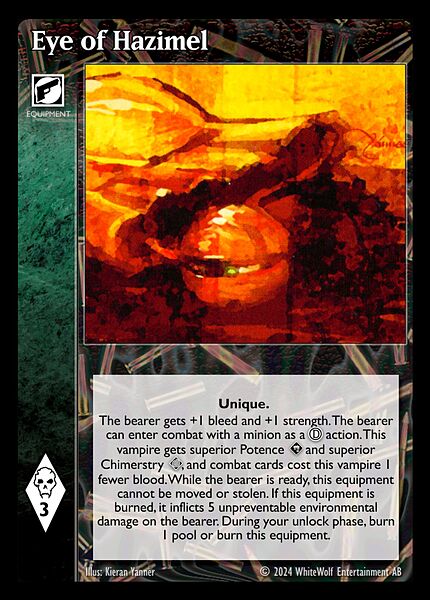 Eye of Hazimel
EQUIPMENT
Unique.
The bearer gets +1 bleed and +1 strength. The bearer
can enter combat with a minion as a Ⓓ action. This
vampire gets superior Potence and superior
Chimerstry, and combat cards cost this vampire 1
fewer blood. While the bearer is ready, this equipment
cannot be moved or stolen. If this equipment is
burned, it inflicts 5 unpreventable environmental
damage on the bearer. During your unlock phase, burn
1 pool or burn this equipment.
3
Illus: Kieran Yanner © 2024 WhiteWolf Entertainment AB